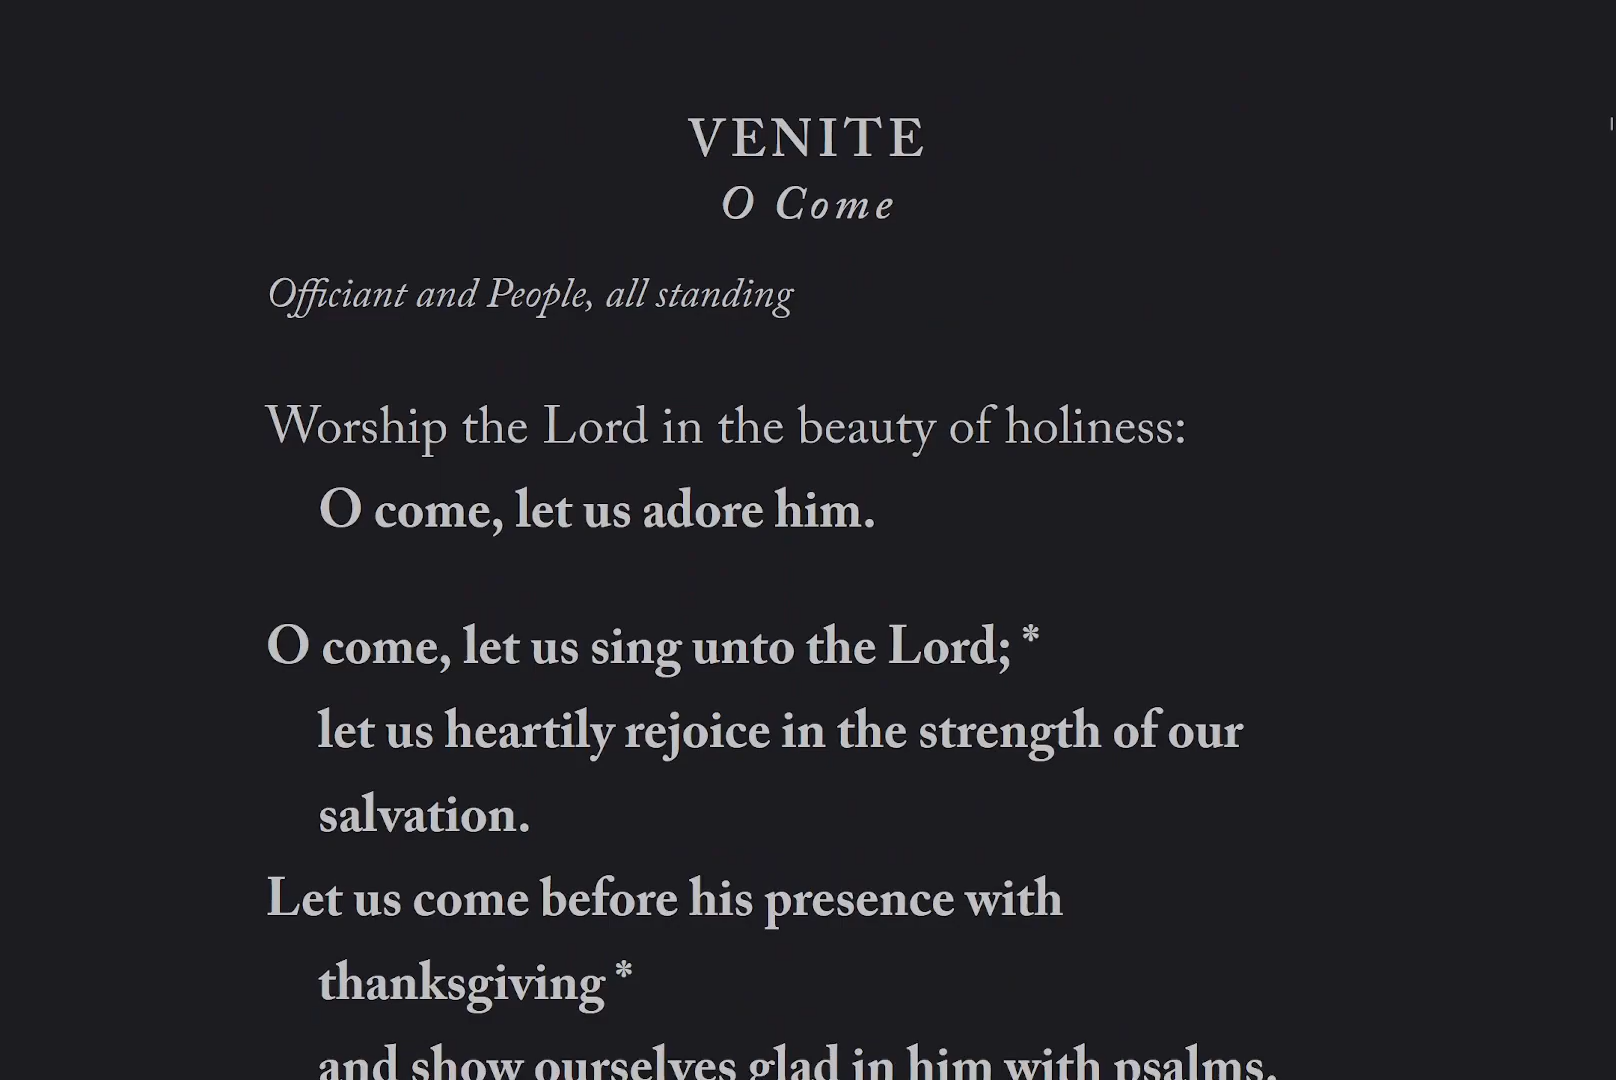 VENITE
O Come
Officiant and People, all standing
Worship the Lord in the beauty of holiness:
O come, let us adore him.
O come, let us sing unto the Lord; *
let us heartily rejoice in the strength of our
salvation.
Let us come before his presence with
thanksgiving *
and show ourselves glad in him with psalms.